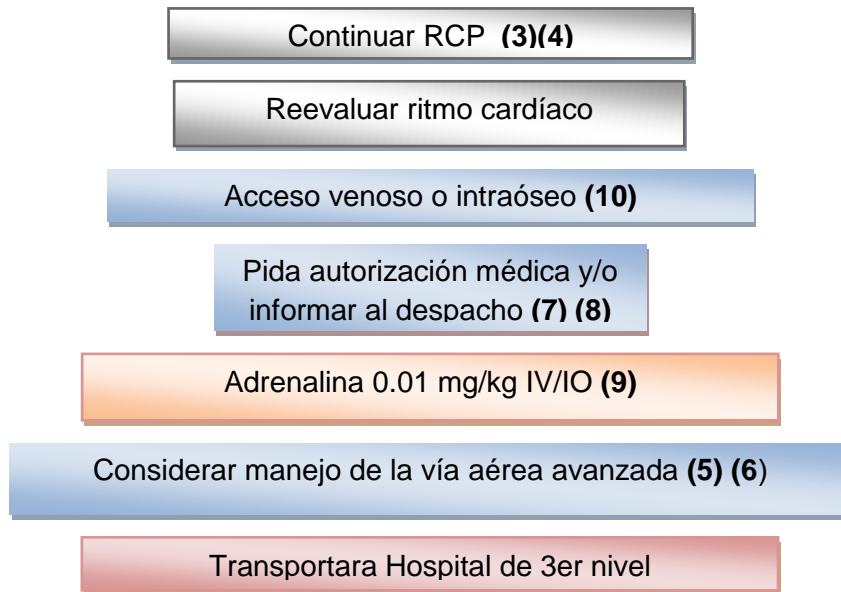 Continuar RCP (3)(4)
Reevaluar ritmo cardíaco
Acceso venoso o intraóseo (10)
Pida autorización médica y/o
informar al despacho (7) (8)
Adrenalina 0.01 mg/kg IV/IO (9)
Considerar manejo de la vía aérea avanzada (5) (6)
Transportara Hospital de 3er nivel